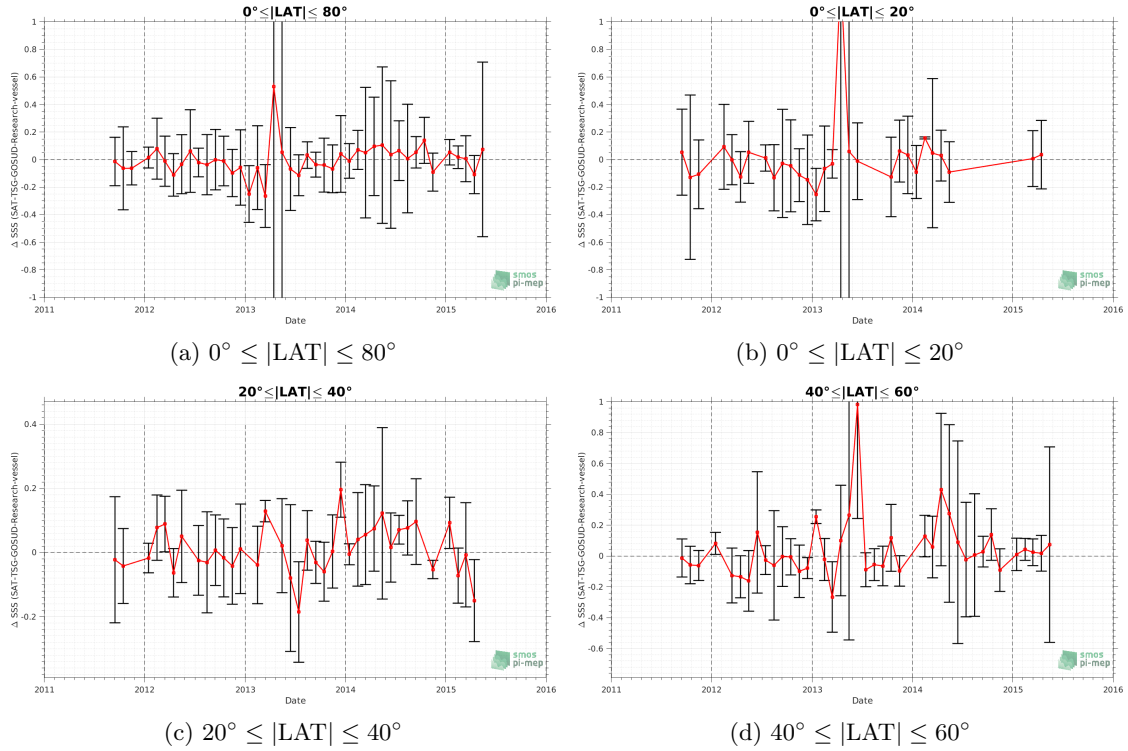 0°≤|LAT|≤ 80°
Δ SSS (SAT-TSG-GOSUD-Research-vessel)
1
0.8
0.6
0.4
0.2
0
-0.2
-0.4
-0.6
-0.8
-1
2011 2012 2013 2014 2015 2016
Date
smos
pi-mep
(a) 0° ≤ |LAT| ≤ 80°
0°≤|LAT|≤ 20°
Δ SSS (SAT-TSG-GOSUD-Research-vessel)
1
0.8
0.6
0.4
0.2
0
-0.2
-0.4
-0.6
-0.8
-1
2011 2012 2013 2014 2015 2016
Date
smos
pi-mep
(b) 0° ≤ |LAT| ≤ 20°
20°≤|LAT|≤ 40°
Δ SSS (SAT-TSG-GOSUD-Research-vessel)
0.4
0.2
0
-0.2
2011 2012 2013 2014 2015 2016
Date
smos
pi-mep
(c) 20° ≤ |LAT| ≤ 40°
40°≤|LAT|≤ 60°
Δ SSS (SAT-TSG-GOSUD-Research-vessel)
1
0.8
0.6
0.4
0.2
0
-0.2
-0.4
-0.6
2011 2012 2013 2014 2015 2016
Date
smos
pi-mep
(d) 40° ≤ |LAT| ≤ 60°